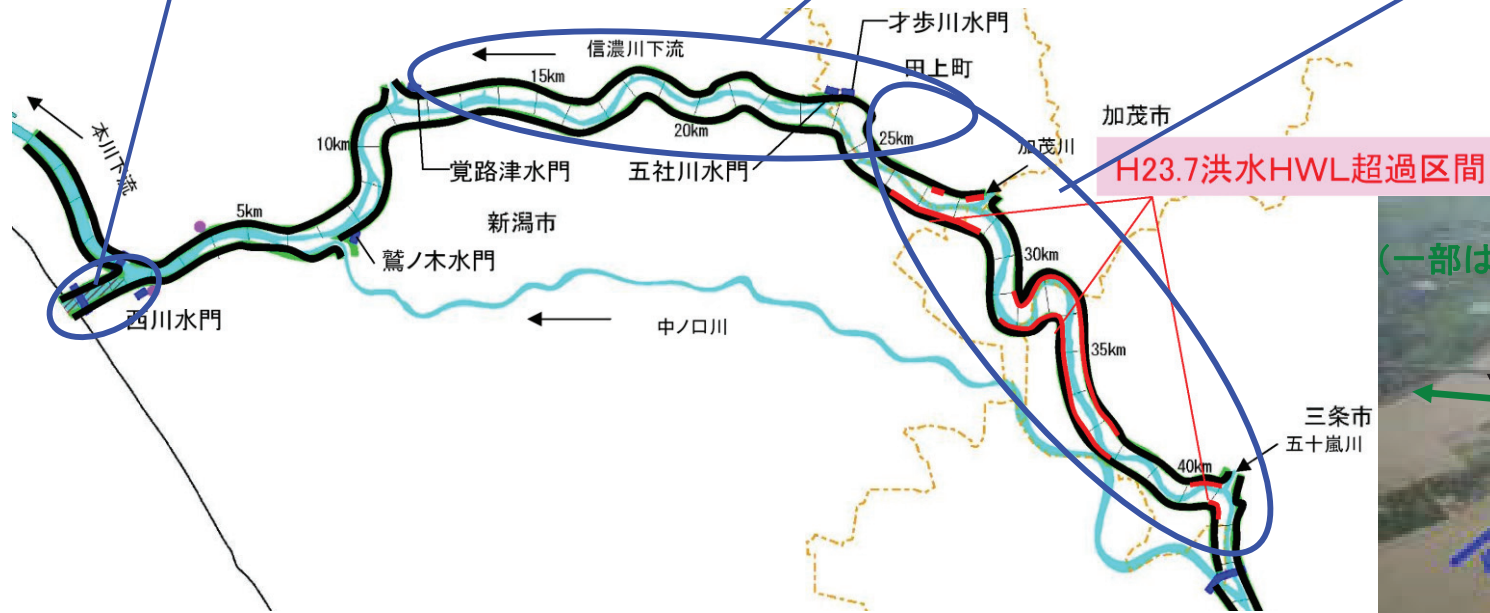 才歩川水門
信濃川下流
15km
田上町
本川下流
10km
20km
25km
加茂市
加茂川
覚路津水門
五社川水門
H23.7洪水HWL超過区間
5km
新潟市
鷲ノ木水門
30km
(一部は
西川水門
中ノ口川
35km
三条市
五十嵐川
40km